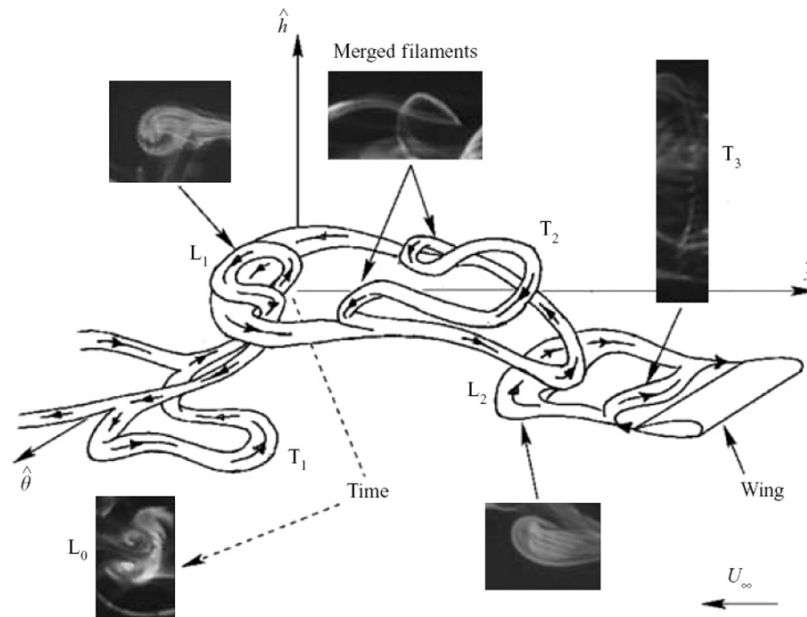 ĥ
Merged filaments
T₃
L₁
T₂
L₂
T₁
θ̂
Time
Wing
L₀
U∞